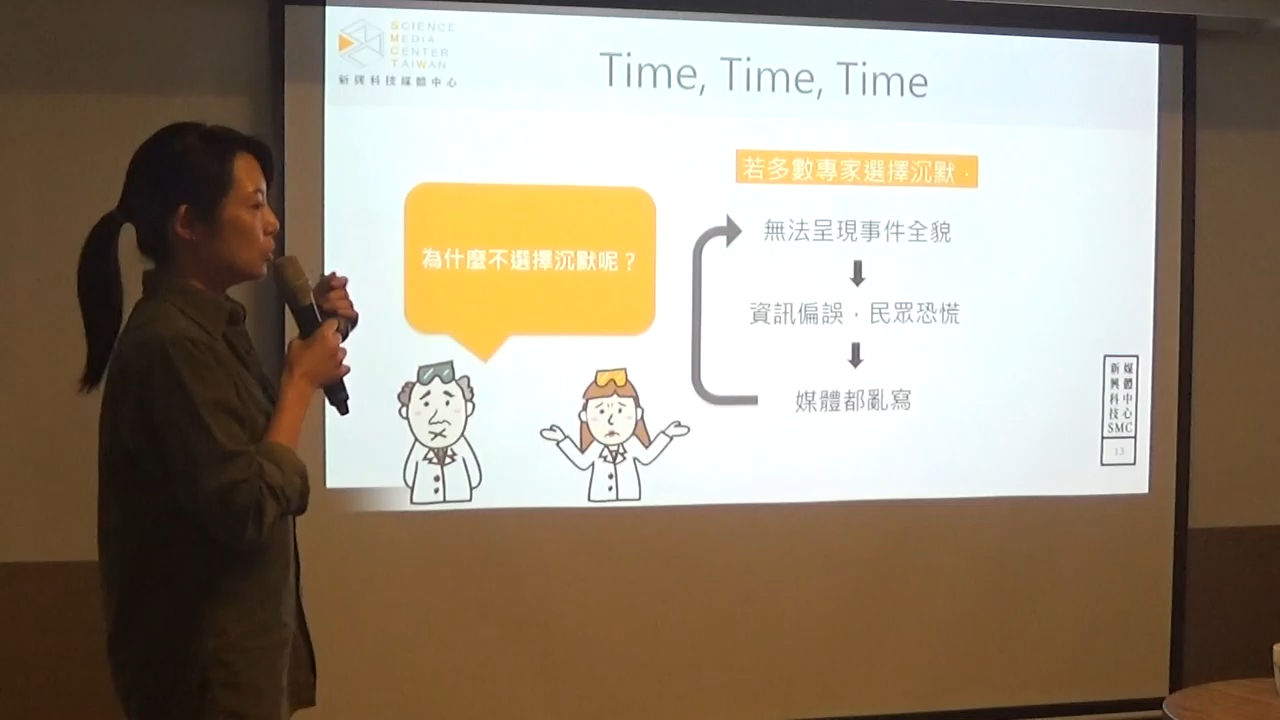 SCIENCE
MEDIA
CENTER
TAIWAN
新興科技媒體中心
Time, Time, Time
若多數專家選擇沉默，
為什麼不選擇沉默呢？
無法呈現事件全貌
資訊偏誤，民眾恐慌
媒體都亂寫
新興科技
媒體中心
SMC
13